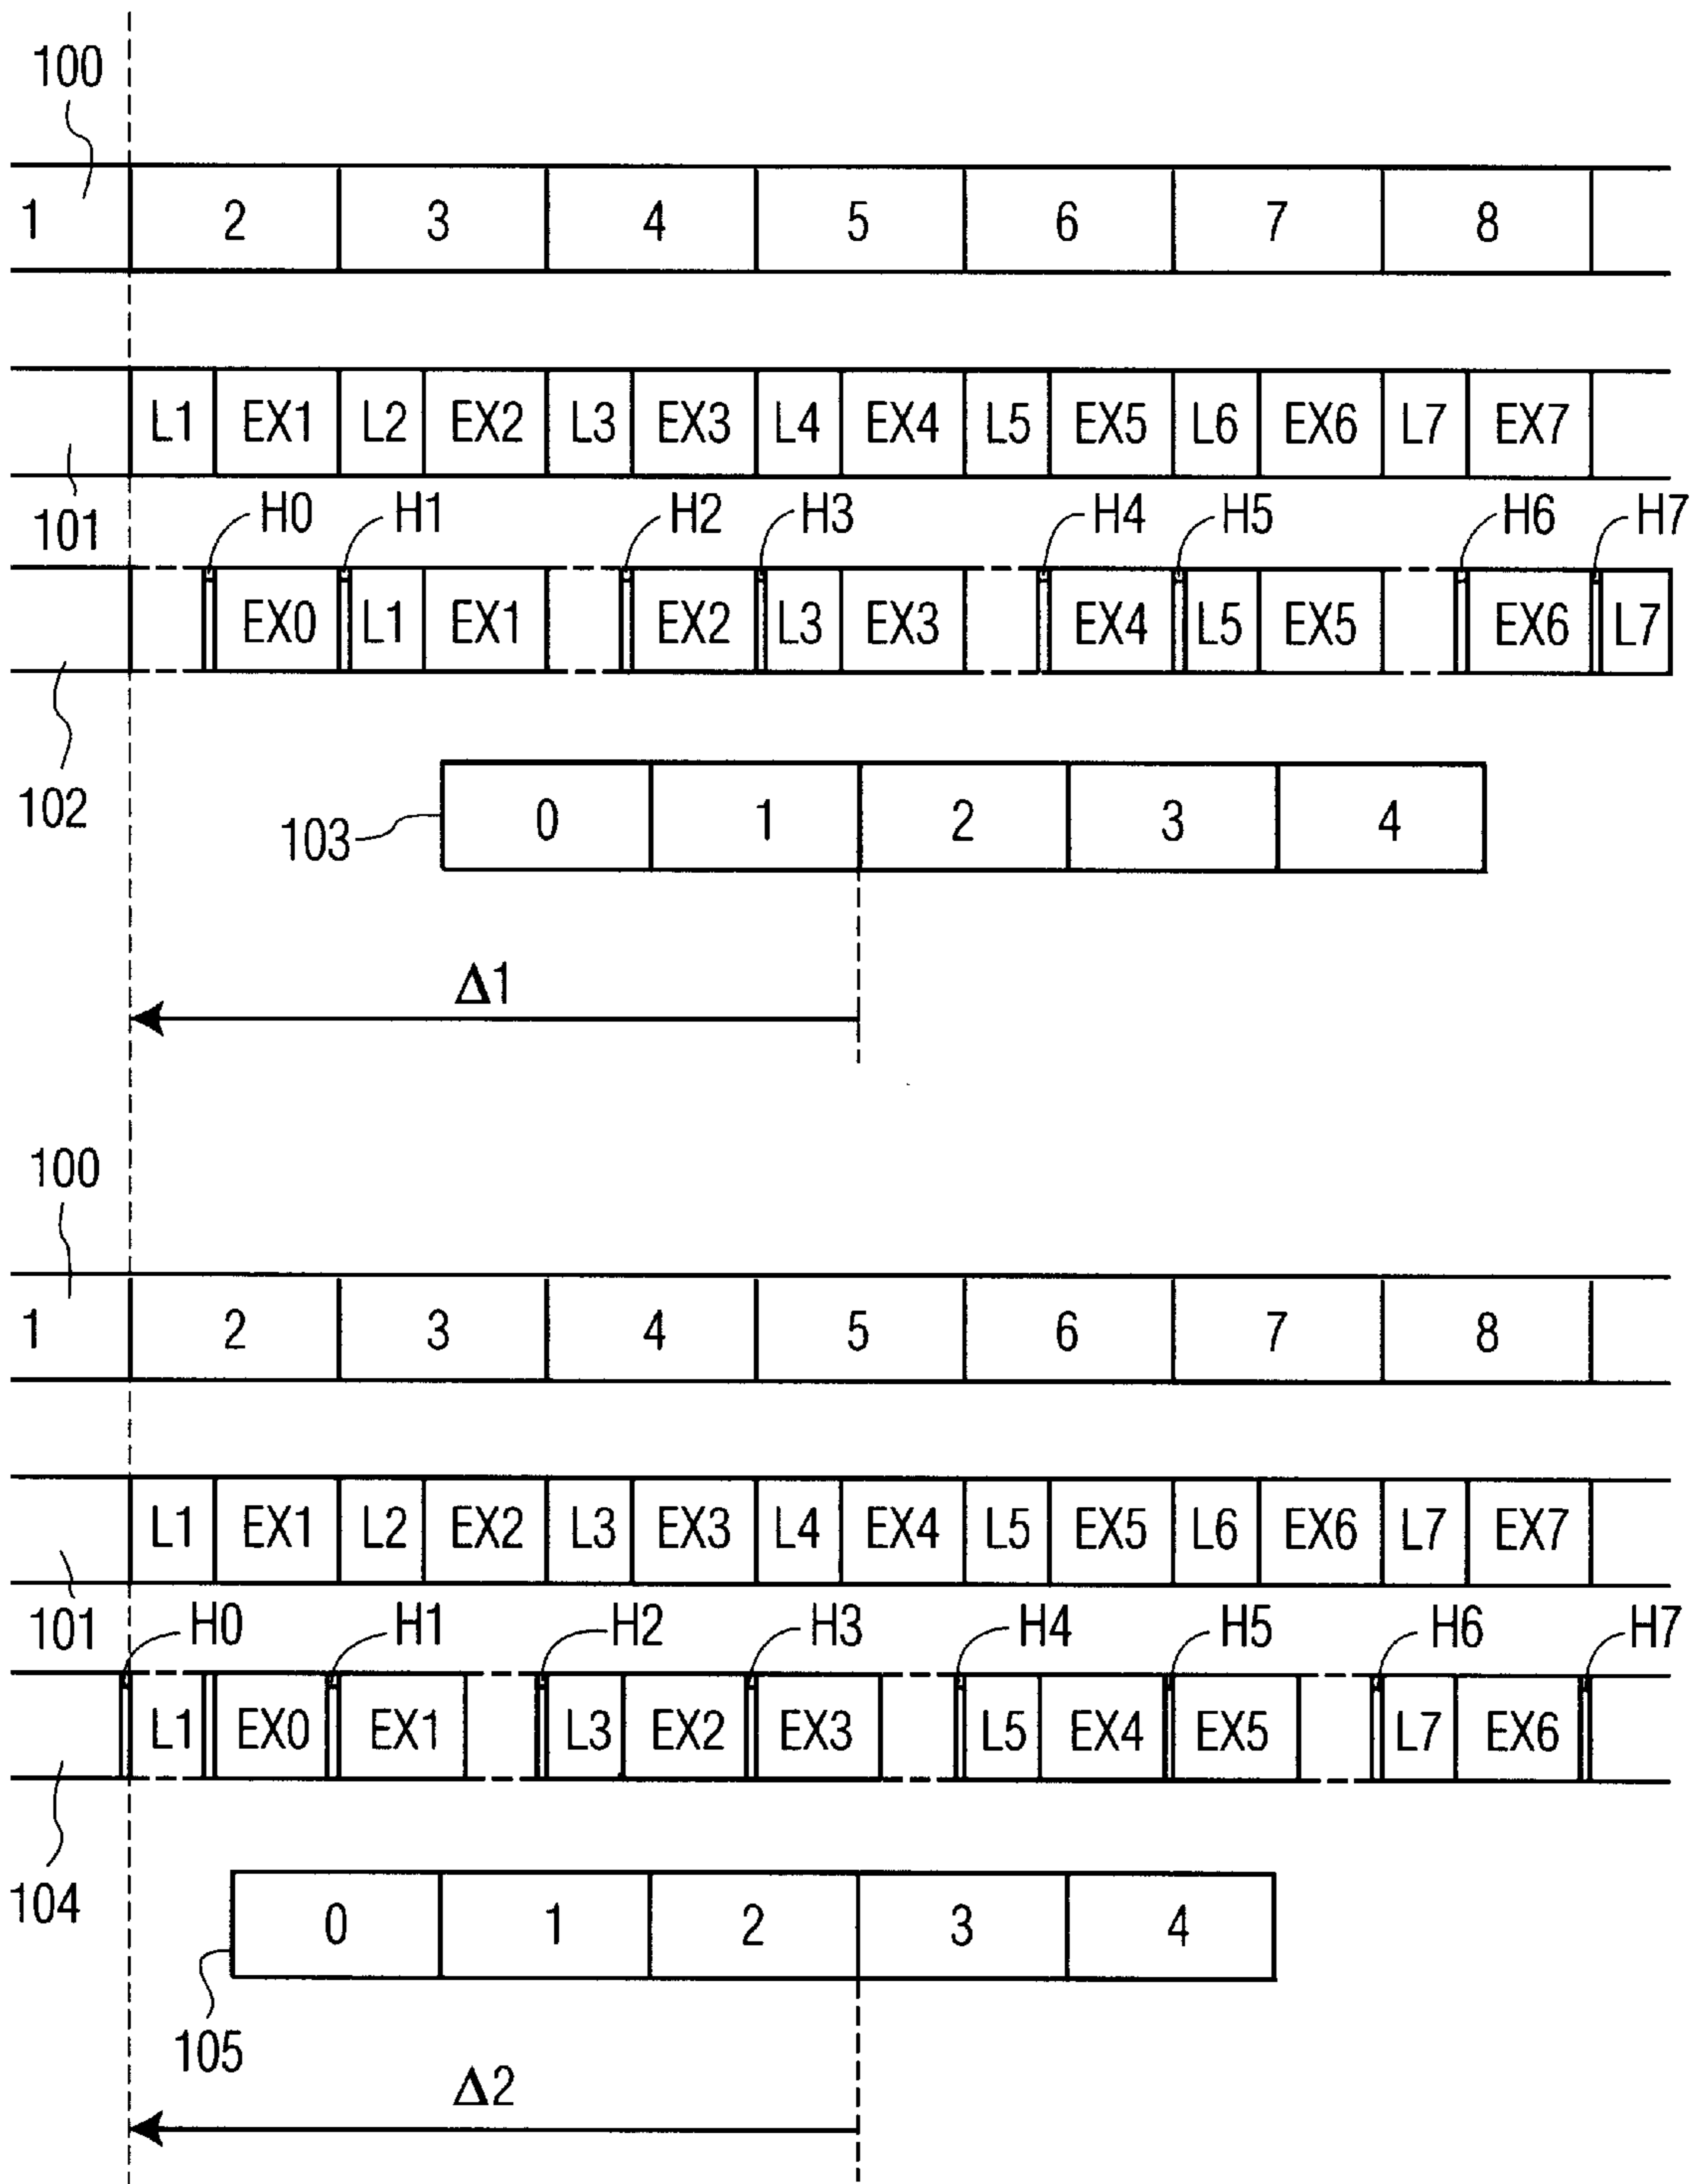 100
1 2 3 4 5 6 7 8
L1 EX1 L2 EX2 L3 EX3 L4 EX4 L5 EX5 L6 EX6 L7 EX7
101 H0 H1 H2 H3 H4 H5 H6 H7
EX0 L1 EX1 EX2 L3 EX3 EX4 L5 EX5 EX6 L7
102
103 0 1 2 3 4
Δ1
100
1 2 3 4 5 6 7 8
L1 EX1 L2 EX2 L3 EX3 L4 EX4 L5 EX5 L6 EX6 L7 EX7
101 H0 H1 H2 H3 H4 H5 H6 H7
L1 EX0 EX1 L3 EX2 EX3 L5 EX4 EX5 L7 EX6
104
0 1 2 3 4
105
Δ2